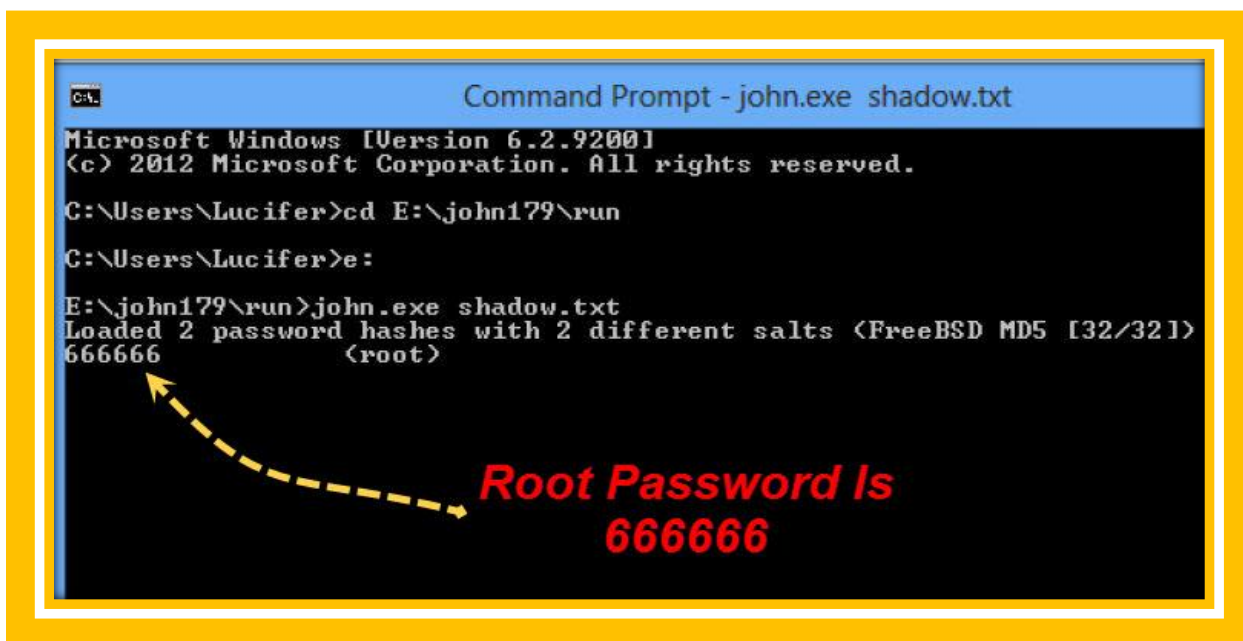 C:\.
Command Prompt - john.exe shadow.txt
Microsoft Windows [Version 6.2.9200]
(c) 2012 Microsoft Corporation. All rights reserved.
C:\Users\Lucifer>cd E:\john179\run
C:\Users\Lucifer>e:
E:\john179\run>john.exe shadow.txt
Loaded 2 password hashes with 2 different salts (FreeBSD MD5 [32/32])
666666 (root)
Root Password Is
666666